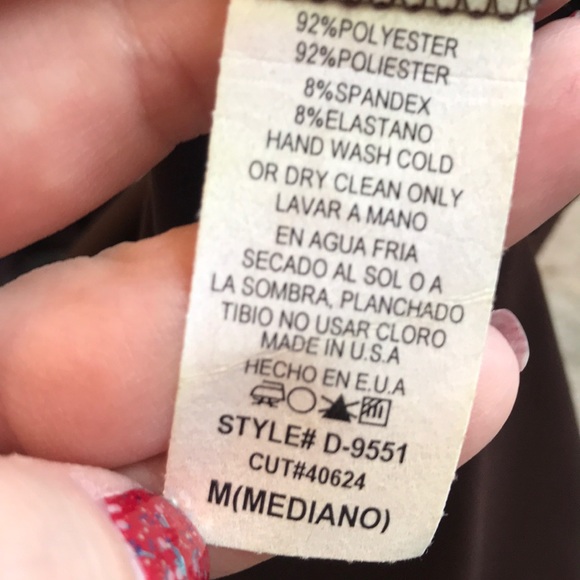 92%POLYESTER
92%POLIESTER
8%SPANDEX
8%ELASTANO
HAND WASH COLD
OR DRY CLEAN ONLY
LAVAR A MANO
EN AGUA FRIA
SECADO AL SOL O A
LA SOMBRA, PLANCHADO
TIBIO NO USAR CLORO
MADE IN U.S.A
HECHO EN E.U.A
STYLE# D-9551
CUT#40624
M(MEDIANO)